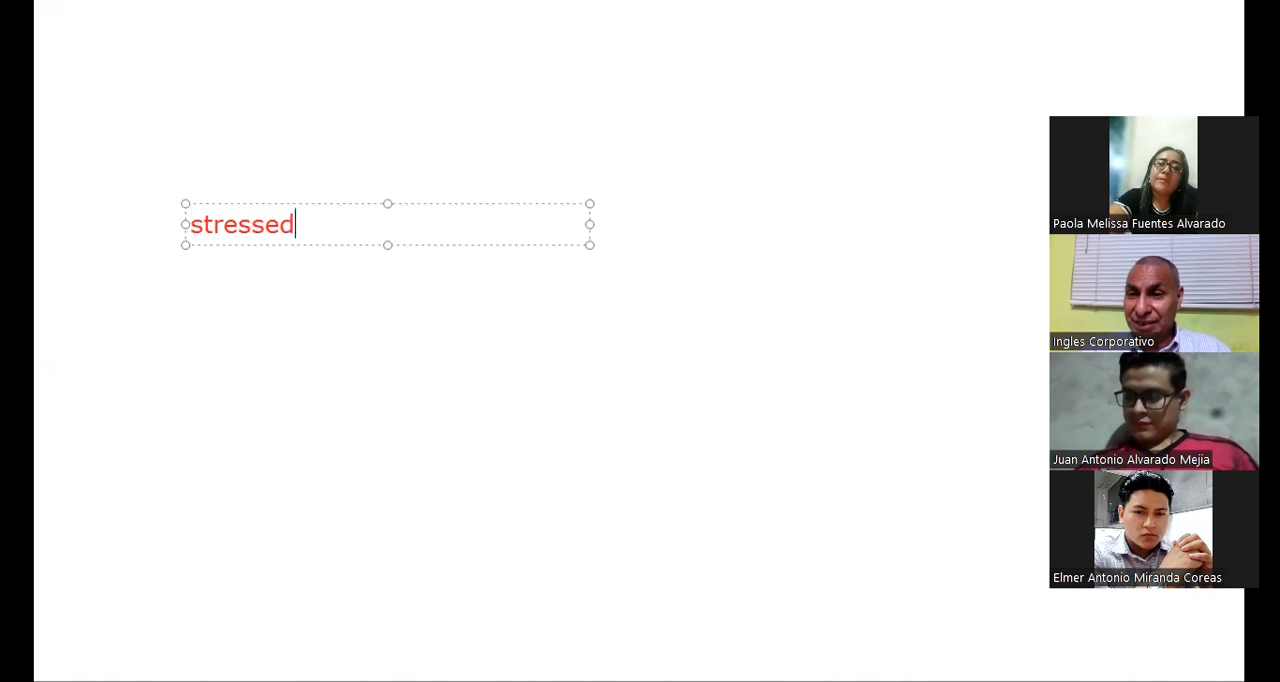 stressed
Paola Melissa Fuentes Alvarado
Ingles Corporativo
Juan Antonio Alvarado Mejia
Elmer Antonio Miranda Coreas